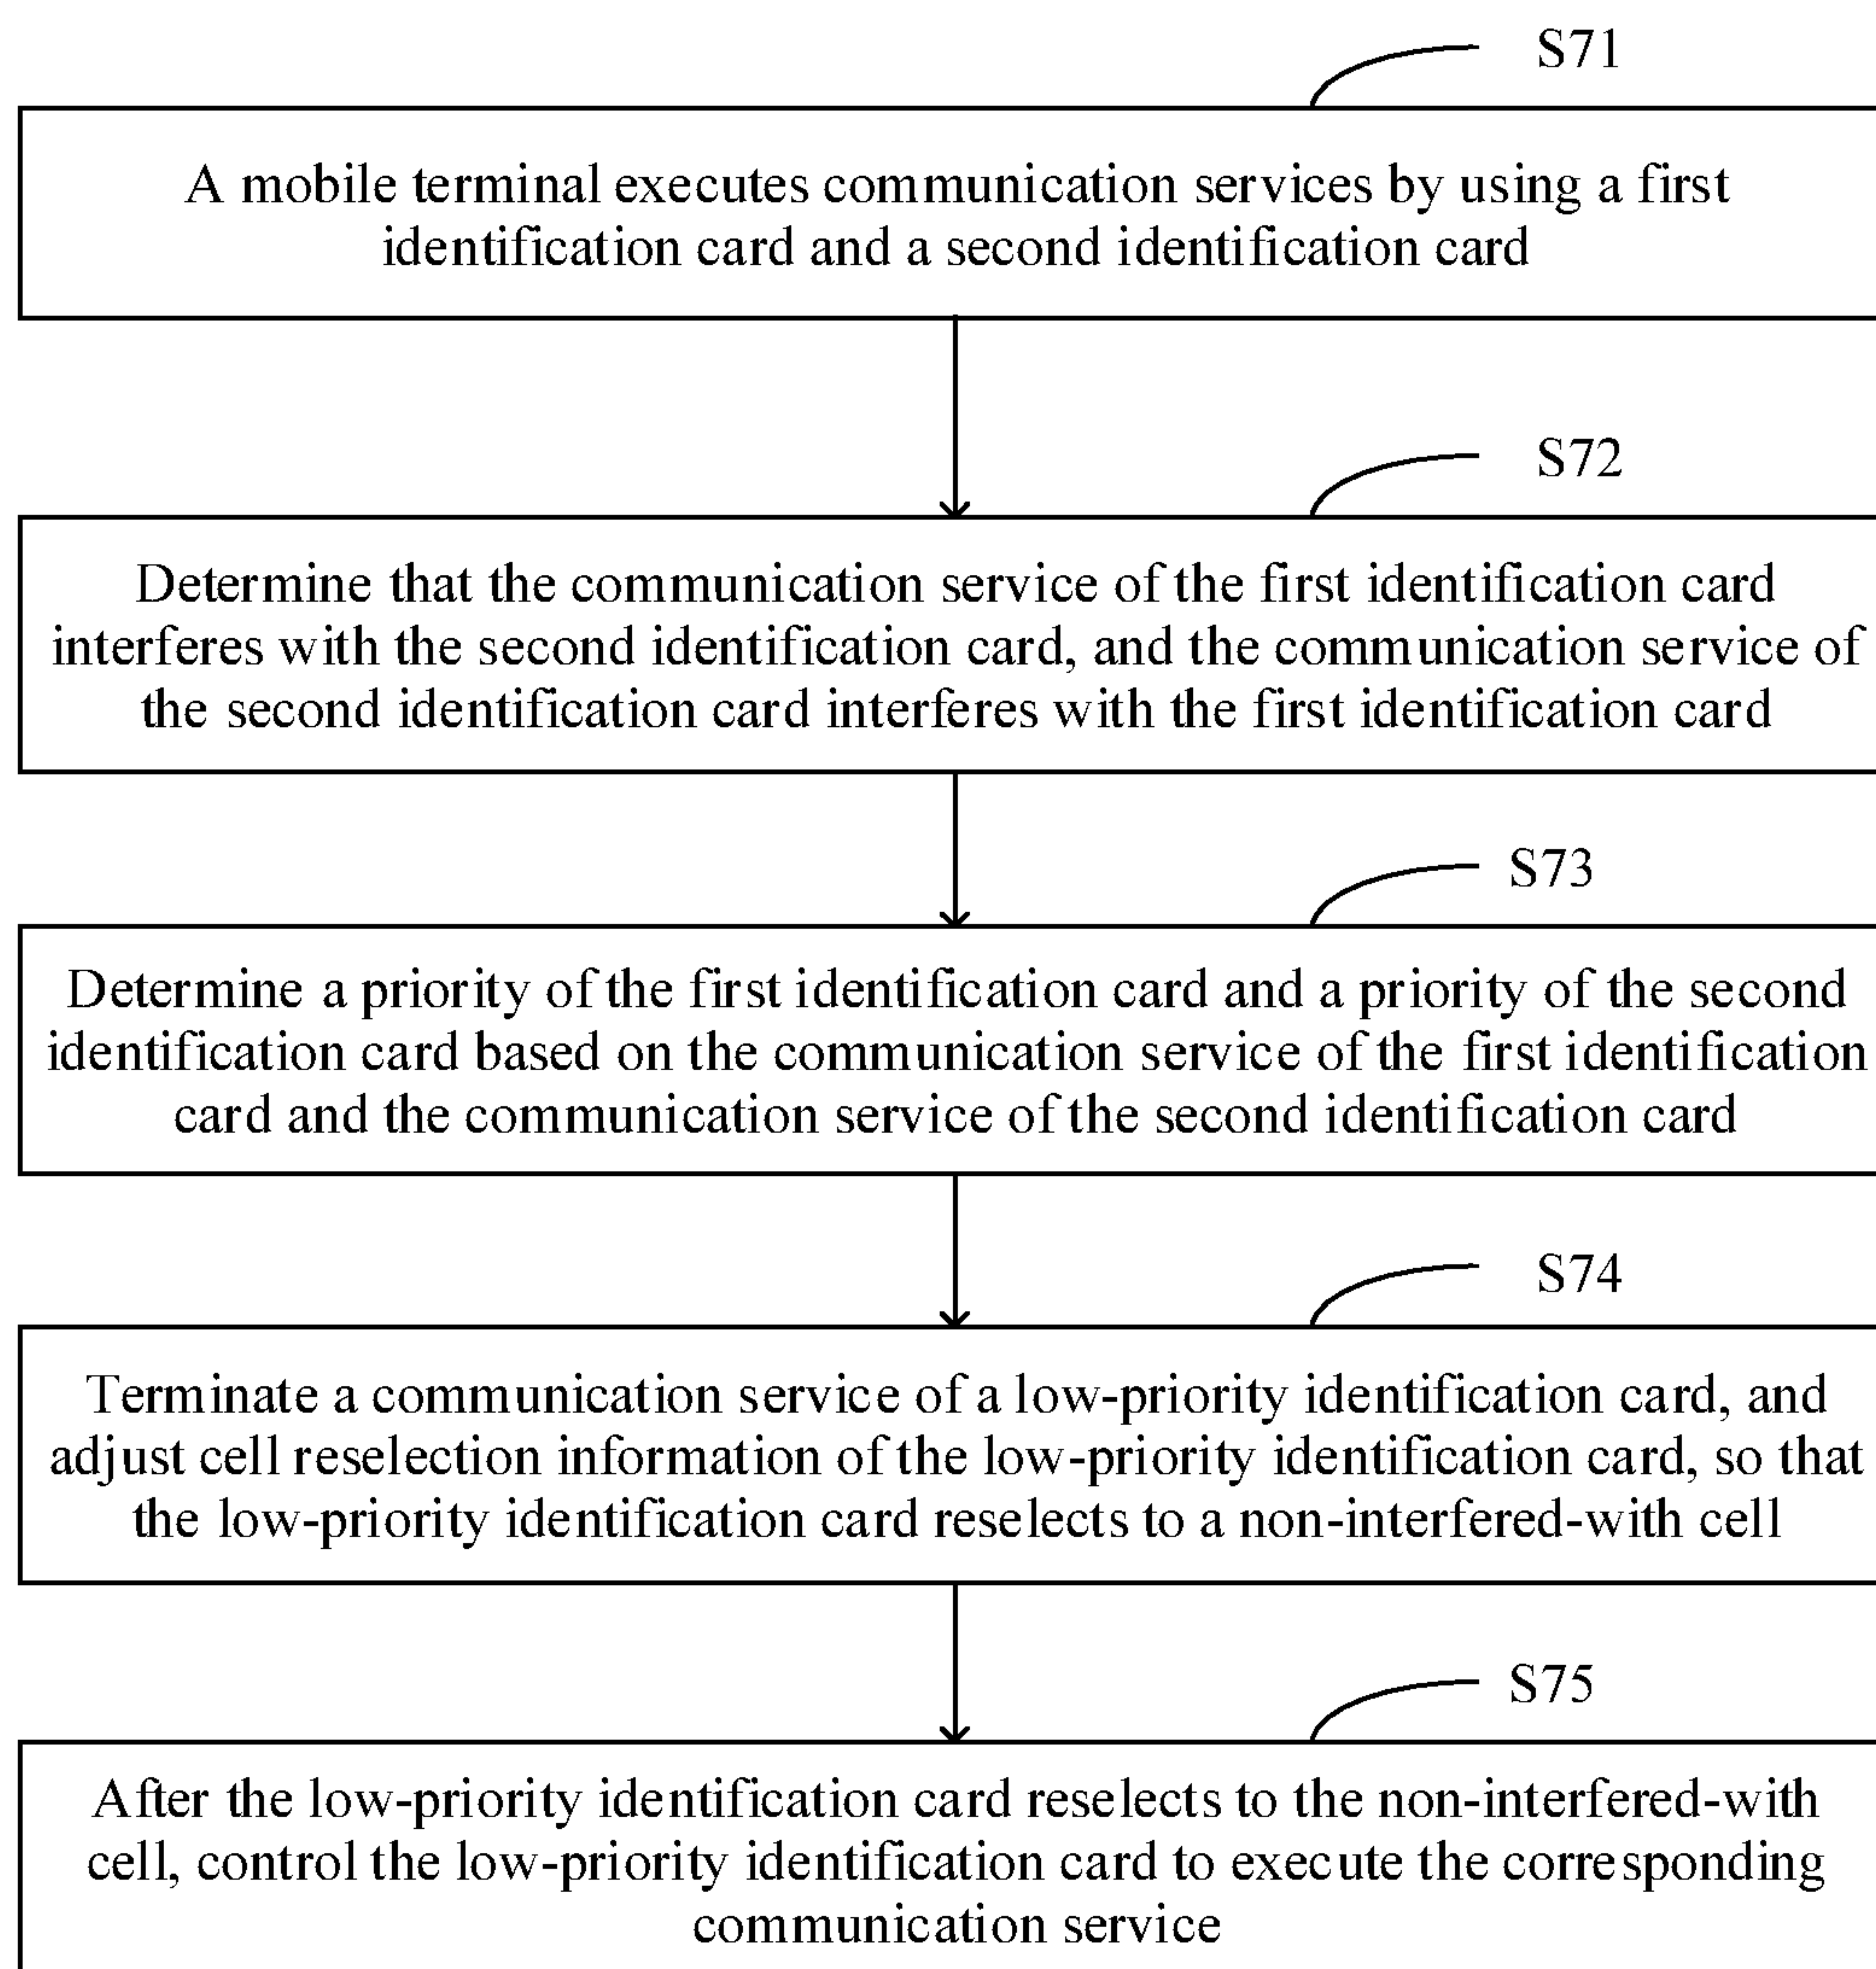 S71
A mobile terminal executes communication services by using a first
identification card and a second identification card
S72
Determine that the communication service of the first identification card
interferes with the second identification card, and the communication service of
the second identification card interferes with the first identification card
S73
Determine a priority of the first identification card and a priority of the second
identification card based on the communication service of the first identification
card and the communication service of the second identification card
S74
Terminate a communication service of a low-priority identification card, and
adjust cell reselection information of the low-priority identification card, so that
the low-priority identification card reselects to a non-interfered-with cell
S75
After the low-priority identification card reselects to the non-interfered-with
cell, control the low-priority identification card to execute the corresponding
communication service